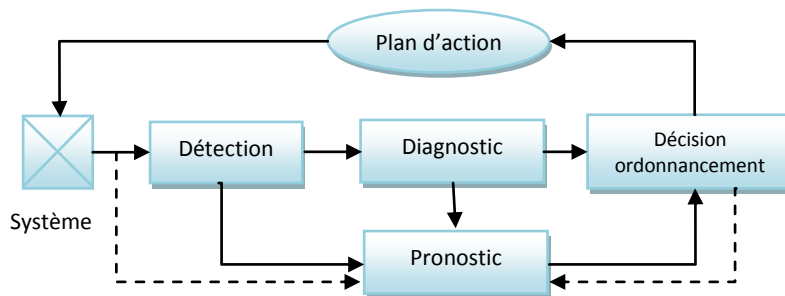 Plan d’action
Détection
Diagnostic
Décision
ordonnancement
Système
Pronostic